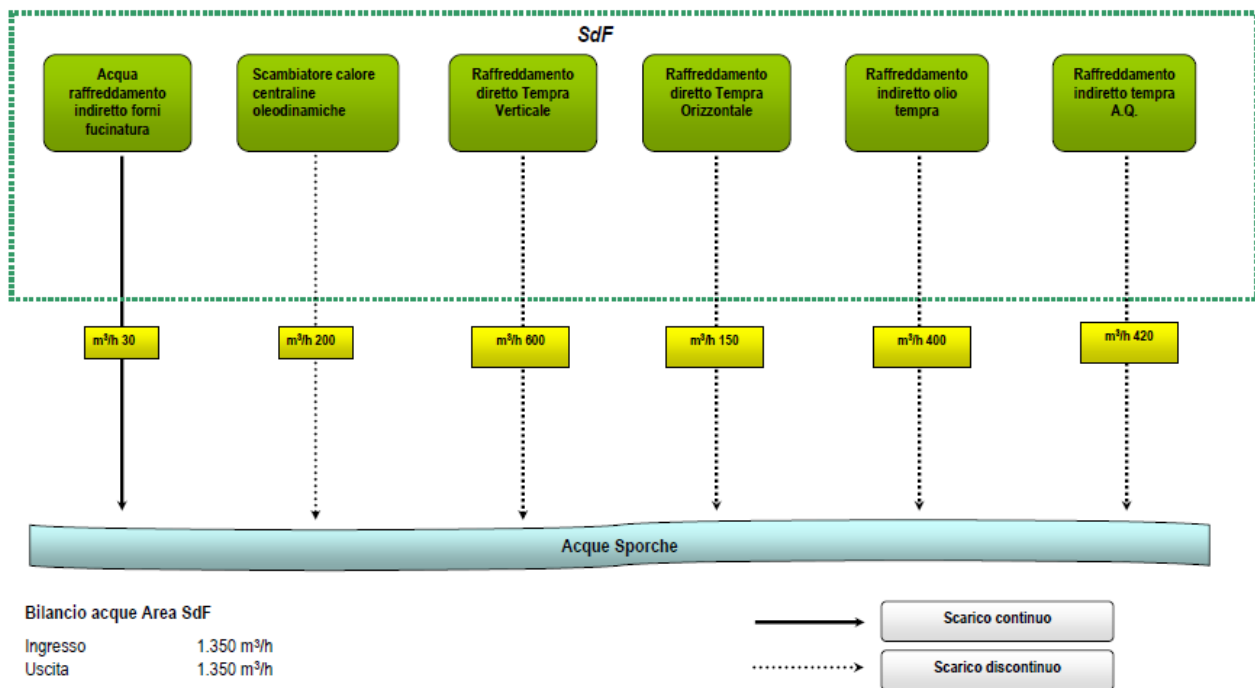 SdF
Acqua
raffreddamento
indiretto forni
fucinatura
Scambiatore calore
centraline
oleodinamiche
Raffreddamento
diretto Tempra
Verticale
Raffreddamento
diretto Tempra
Orizzontale
Raffreddamento
indiretto olio
tempra
Raffreddamento
indiretto tempra
A.Q.
m³/h 30
m³/h 200
m³/h 600
m³/h 150
m³/h 400
m³/h 420
Acque Sporche
Bilancio acque Area SdF
Ingresso 1.350 m³/h
Uscita 1.350 m³/h
Scarico continuo
Scarico discontinuo